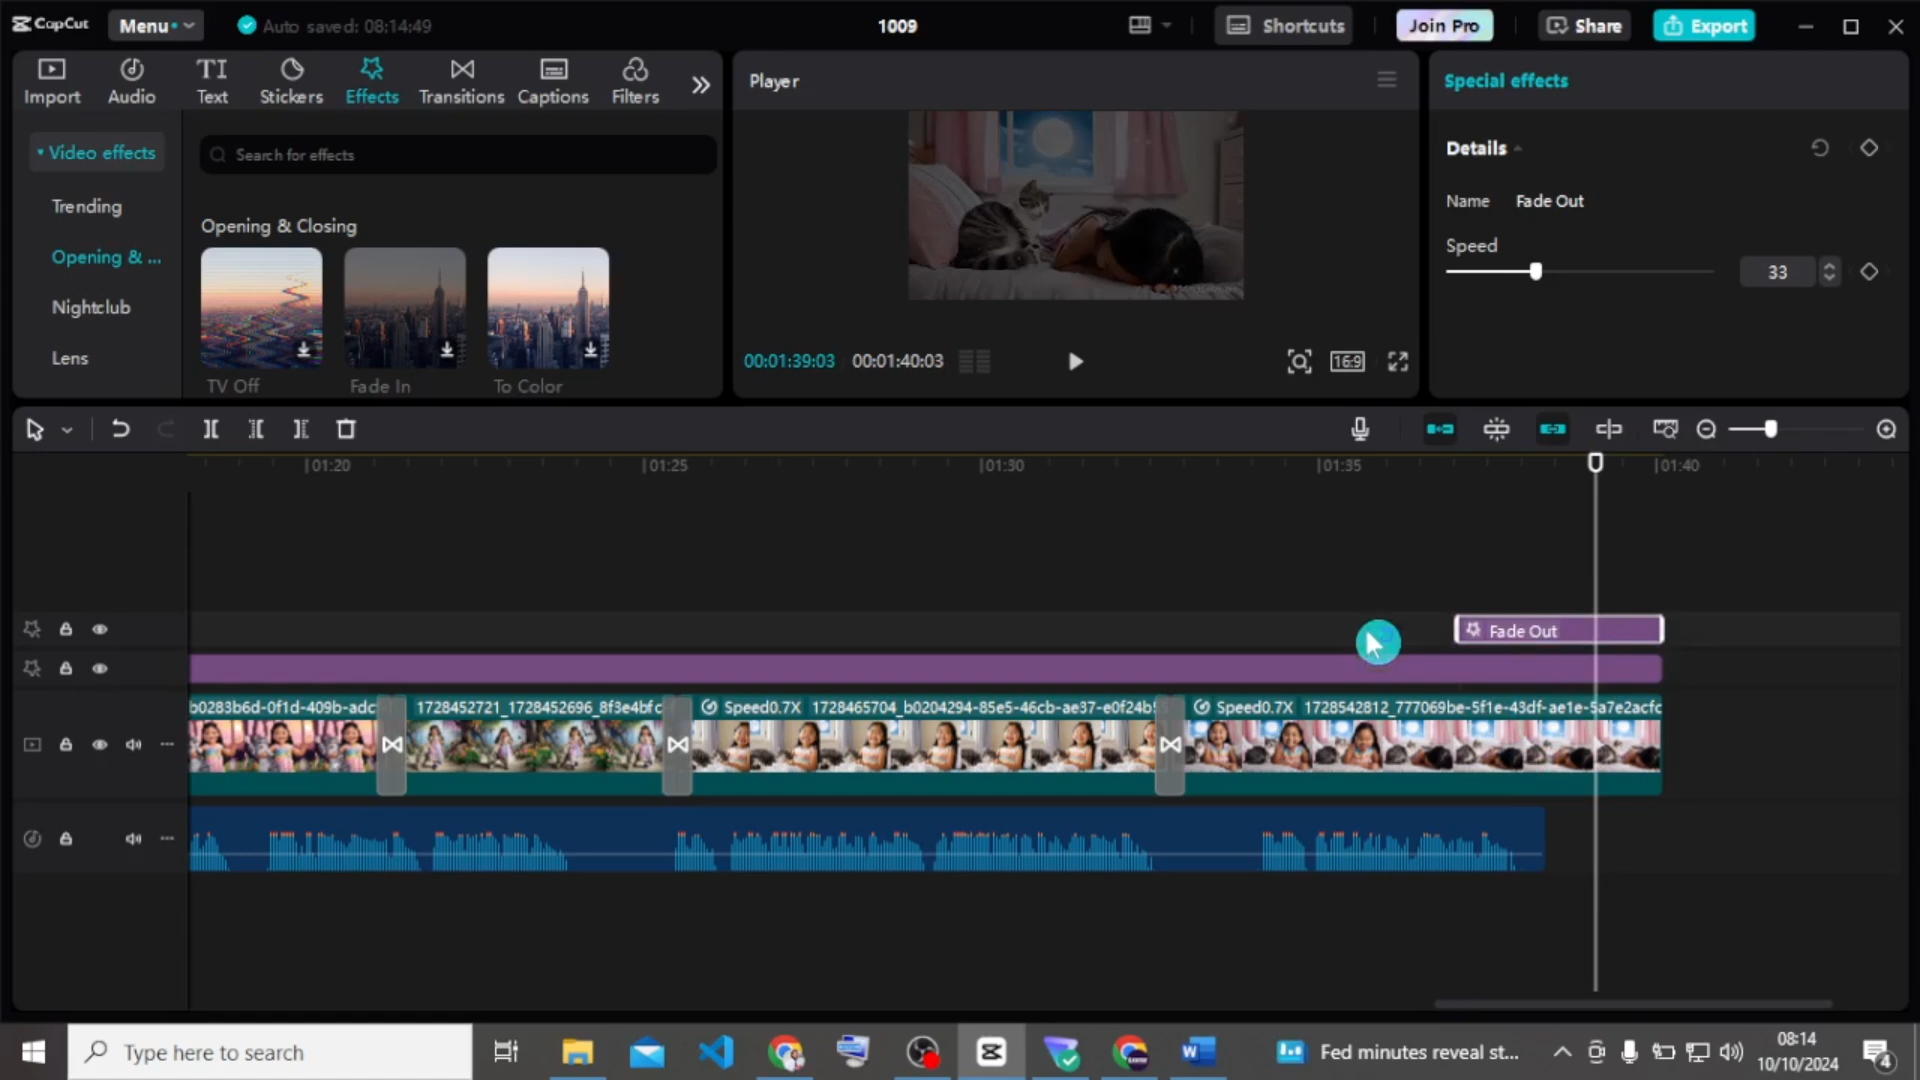 CapCut
Menu
Auto saved: 08:14:49
1009
Shortcuts
Join Pro
Share
Export
Import
Audio
TI
Text
Stickers
Effects
Transitions
Captions
Filters
Video effects
Trending
Opening & ...
Nightclub
Lens
Search for effects
Opening & Closing
TV Off
Fade In
To Color
Player
00:01:39:03
00:01:40:03
16:9
Special effects
Details
Name
Fade Out
Speed
33
01:20
01:25
01:30
01:35
01:40
Fade Out
b0283b6d-0f1d-409b-adc
1728452721_1728452696_8f3e4bfc
Speed0.7X
1728465704_b0204294-85e5-46cb-ae37-e0f24b
Speed0.7X
1728542812_777069be-5f1e-43df-ae1e-5a7e2acfc
Type here to search
Fed minutes reveal st...
08:14
10/10/2024
4